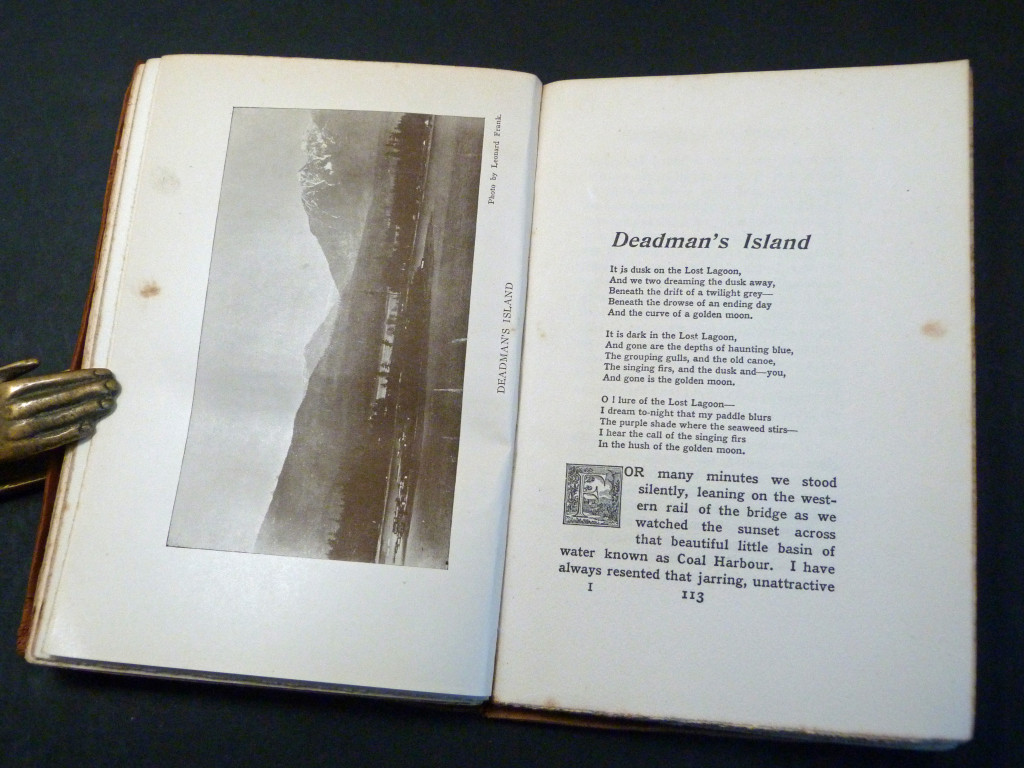 Photo by Leonard Frank.
DEADMAN'S ISLAND
Deadman's Island
It is dusk on the Lost Lagoon,
And we two dreaming the dusk away,
Beneath the drift of a twilight grey—
Beneath the drowse of an ending day
And the curve of a golden moon.
It is dark in the Lost Lagoon,
And gone are the depths of haunting blue,
The grouping gulls, and the old canoe,
The singing firs, and the dusk and—you,
And gone is the golden moon.
O ! lure of the Lost Lagoon—
I dream to-night that my paddle blurs
The purple shade where the seaweed stirs—
I hear the call of the singing firs
In the hush of the golden moon.
FOR many minutes we stood
silently, leaning on the west-
ern rail of the bridge as we
watched the sunset across
that beautiful little basin of
water known as Coal Harbour. I have
always resented that jarring, unattractive
I 113